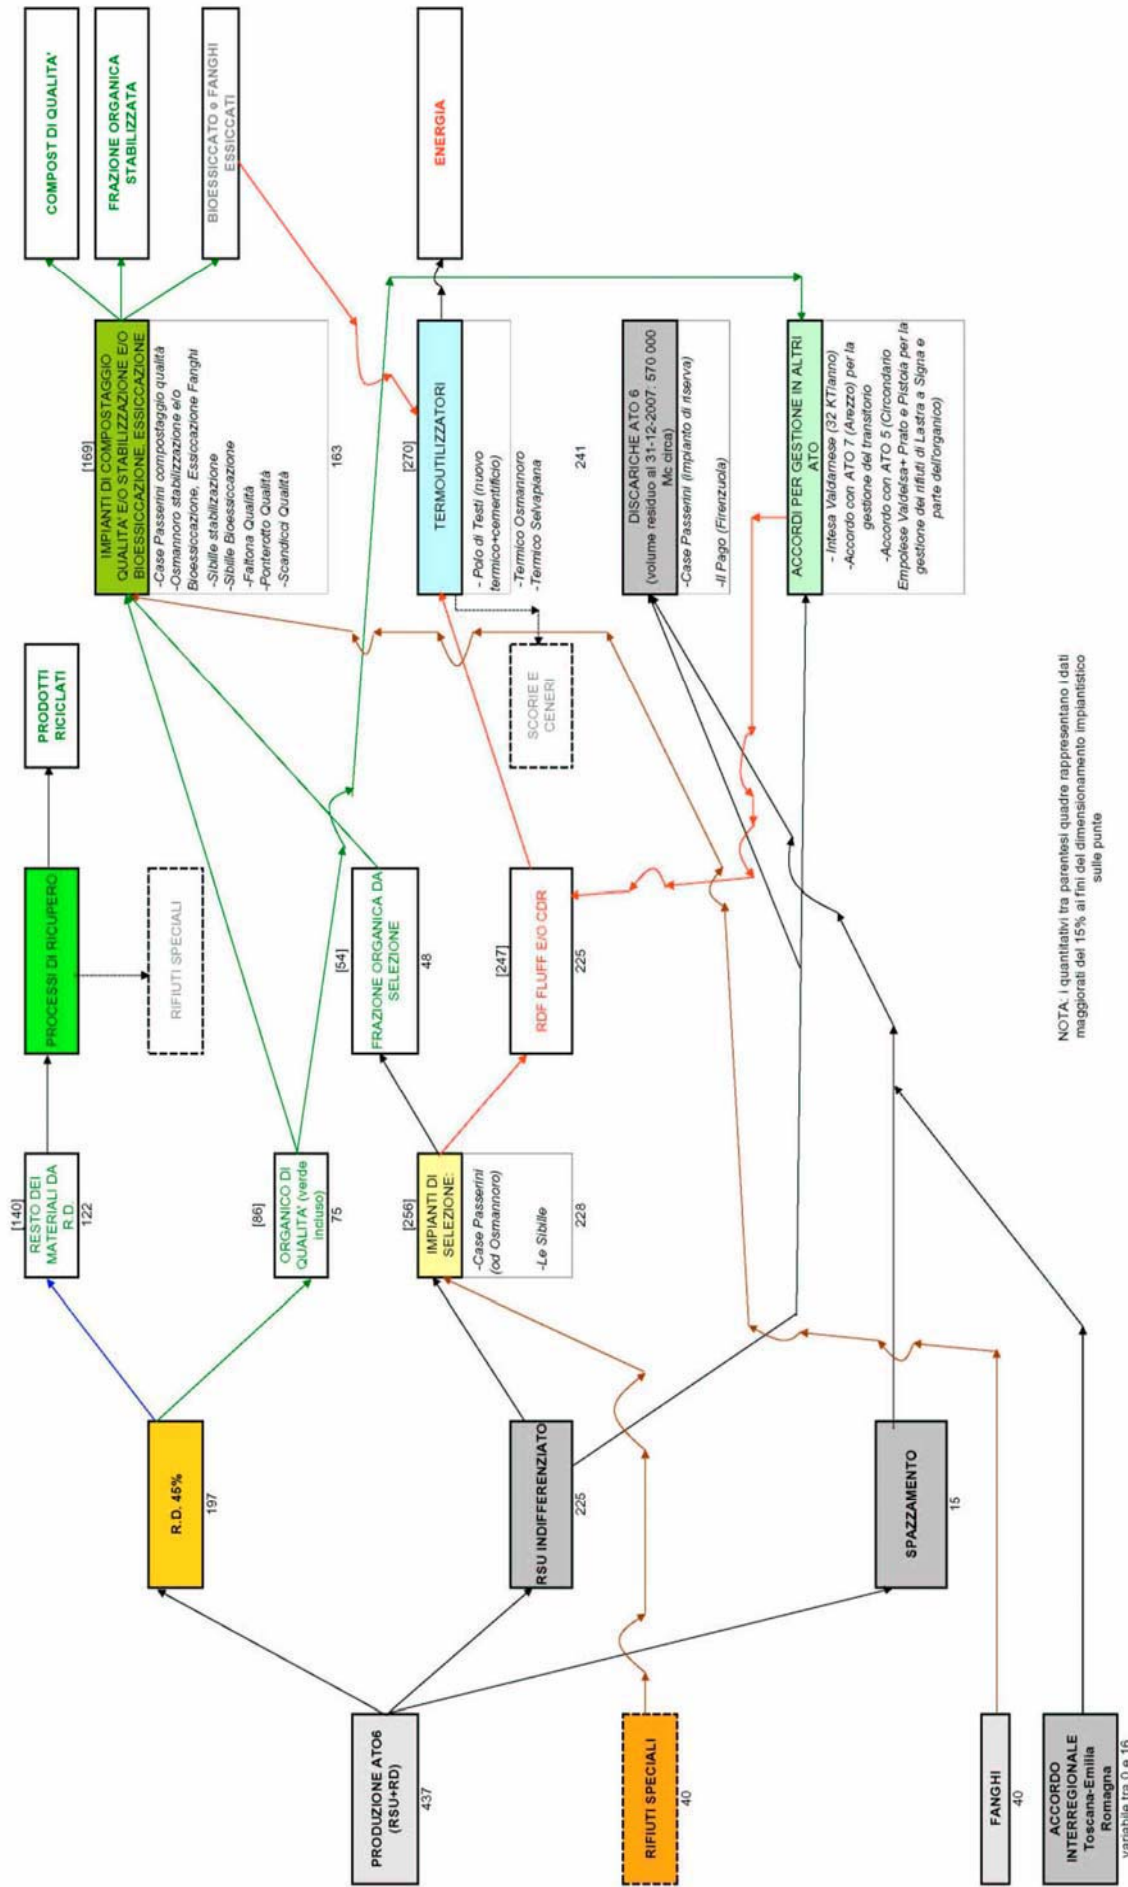 PRODUZIONE ATO6
(RSU+RD)
437
RIFIUTI SPECIALI
40
FANGHI
40
ACCORDO
INTERREGIONALE
Toscana-Emilia
Romagna
variabile tra 0 e 16
R.D. 45%
197
RSU INDIFFERENZIATO
225
SPAZZAMENTO
15
[140]
RESTO DEI
MATERIALI DA
R.D.
122
[86]
ORGANICO DI
QUALITA' (verde
incluso)
75
[256]
IMPIANTI DI
SELEZIONE:
-Case Passerini
(od Osmannoro)
-Le Sibille
228
PROCESSI DI RICUPERO
RIFIUTI SPECIALI
[54]
FRAZIONE ORGANICA DA
SELEZIONE
48
[247]
RDF FLUFF E/O CDR
225
PRODOTTI
RICICLATI
SCORIE E
CENERI
[169]
IMPIANTI DI COMPOSTAGGIO
QUALITA' E/O STABILIZZAZIONE E/O
BIOESSICCAZIONE, ESSICCAZIONE
-Case Passerini compostaggio qualità
-Osmannoro stabilizzazione e/o
Bioessicazione, Essicazione Fanghi
-Sibille stabilizzazione
-Sibille Bioessiccazione
-Faltona Qualità
-Ponterotto Qualità
-Scandicci Qualità
163
[270]
TERMOUTILIZZATORI
- Polo di Testi (nuovo
termico+cementificio)
-Termico Osmannoro
-Termico Selvapiana
241
DISCARICHE ATO 6
(volume residuo al 31-12-2007: 570 000
Mc circa)
-Case Passerini (impianto di riserva)
-Il Pago (Firenzuola)
ACCORDI PER GESTIONE IN ALTRI
ATO
- Intesa Valdarnese (32 KT/anno)
-Accordo con ATO 7 (Arezzo) per la
gestione del transitorio
-Accordo con ATO 5 (Circondario
Empolese Valdelsa+ Prato e Pistoia per la
gestione dei rifiuti di Lastra a Signa e
parte dell'organico)
COMPOST DI QUALITA'
FRAZIONE ORGANICA
STABILIZZATA
BIOESSICCATO e FANGHI
ESSICCATI
ENERGIA
NOTA: i quantitativi tra parentesi quadre rappresentano i dati
maggiorati del 15% ai fini del dimensionamento impiantistico
sulle punte